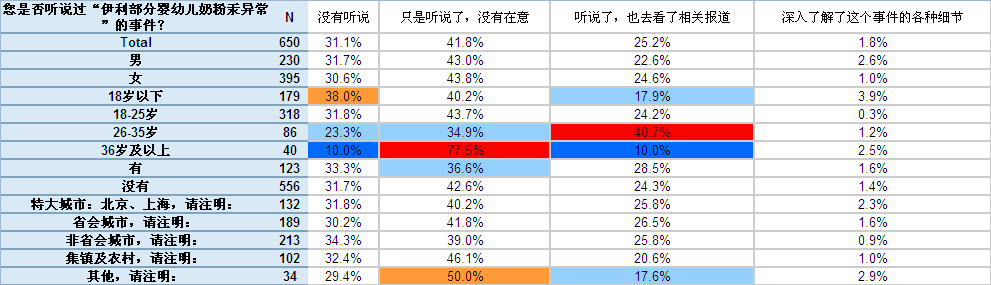 您是否听说过“伊利部分婴幼儿奶粉汞异常 N 没有听说 只是听说了，没有在意 听说了，也去看了相关报道 深入了解了这个事件的各种细节
”的事件？
Total 650 31.1% 41.8% 25.2% 1.8%
男 230 31.7% 43.0% 22.6% 2.6%
女 395 30.6% 43.8% 24.6% 1.0%
18岁以下 179 38.0% 40.2% 17.9% 3.9%
18-25岁 318 31.8% 43.7% 24.2% 0.3%
26-35岁 86 23.3% 34.9% 40.7% 1.2%
36岁及以上 40 10.0% 77.5% 10.0% 2.5%
有 123 33.3% 36.6% 28.5% 1.6%
没有 556 31.7% 42.6% 24.3% 1.4%
特大城市：北京、上海，请注明： 132 31.8% 40.2% 25.8% 2.3%
省会城市，请注明： 189 30.2% 41.8% 26.5% 1.6%
非省会城市，请注明： 213 34.3% 39.0% 25.8% 0.9%
集镇及农村，请注明： 102 32.4% 46.1% 20.6% 1.0%
其他，请注明： 34 29.4% 50.0% 17.6% 2.9%